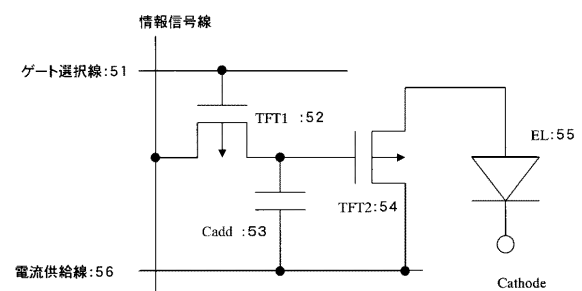 情報信号線
ゲート選択線:51
TFT1 :52
EL:55
TFT2:54
Cadd :53
電流供給線:56
Cathode